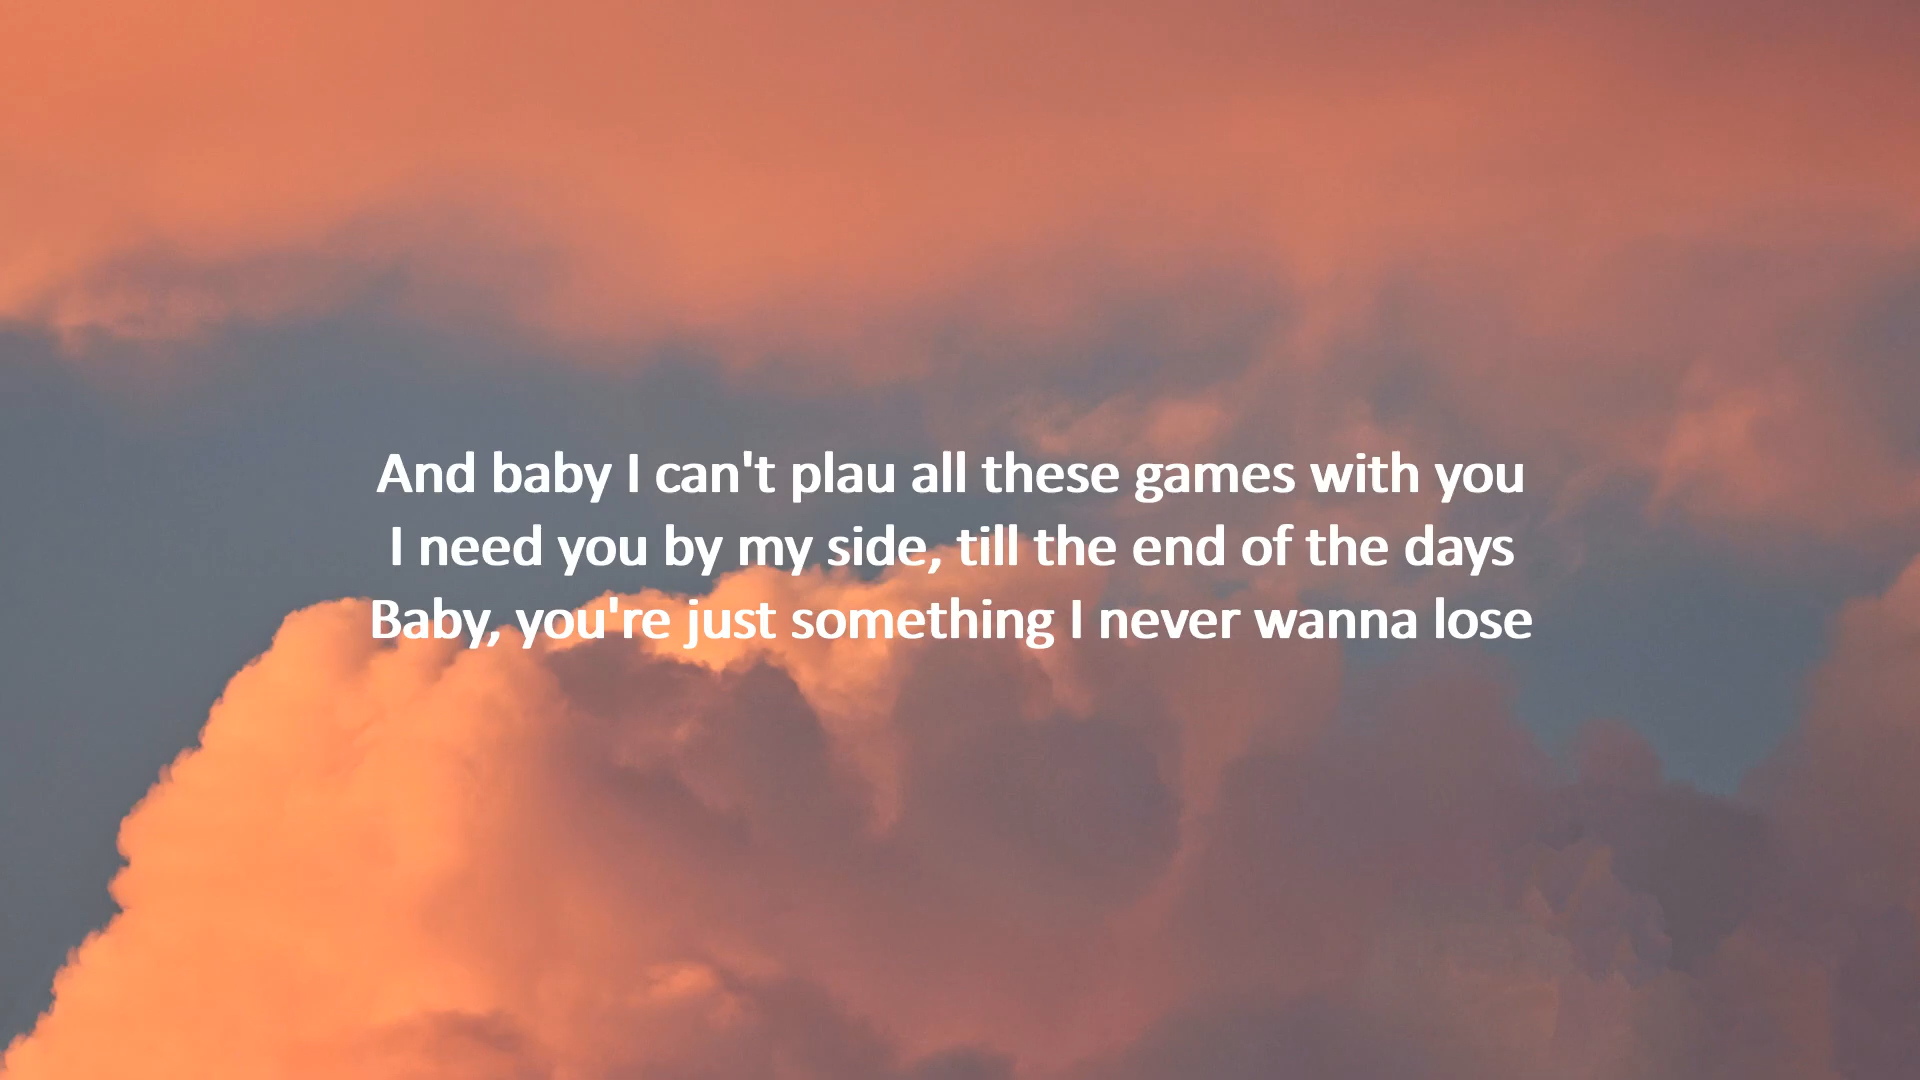 And baby I can't plau all these games with you
I need you by my side, till the end of the days
Baby, you're just something I never wanna lose